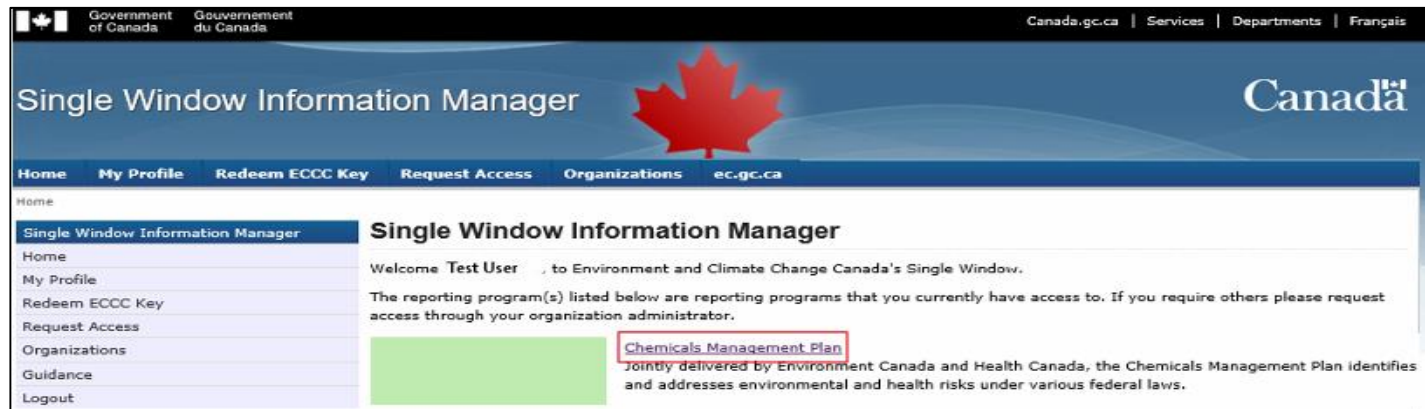 Government of Canada
Gouvernement du Canada
Canada.gc.ca | Services | Departments | Français
Single Window Information Manager
Canada
Home My Profile Redeem ECCC Key Request Access Organizations ec.gc.ca
Home
Single Window Information Manager
Home
My Profile
Redeem ECCC Key
Request Access
Organizations
Guidance
Logout
Single Window Information Manager
Welcome Test User , to Environment and Climate Change Canada's Single Window.
The reporting program(s) listed below are reporting programs that you currently have access to. If you require others please request
access through your organization administrator.
Chemicals Management Plan
Jointly delivered by Environment Canada and Health Canada, the Chemicals Management Plan identifies
and addresses environmental and health risks under various federal laws.